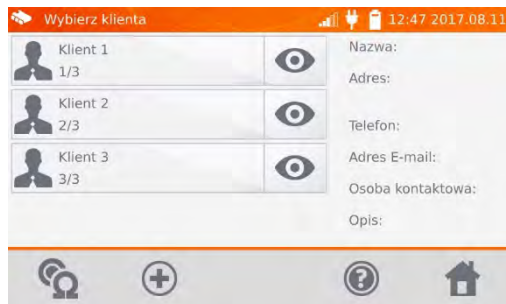 Wybierz klienta
12:47 2017.08.11
Klient 1
1/3
Klient 2
2/3
Klient 3
3/3
Nazwa:
Adres:
Telefon:
Adres E-mail:
Osoba kontaktowa:
Opis: